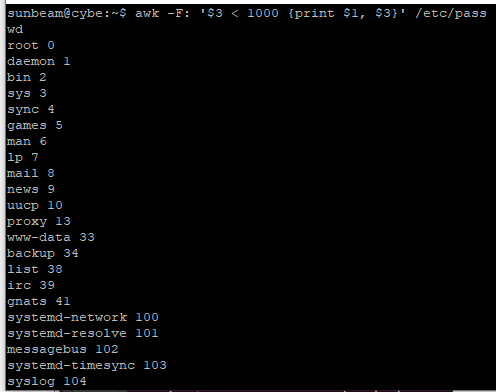 sunbeam@cybe:~$ awk -F: '$3 < 1000 {print $1, $3}' /etc/pass
wd
root 0
daemon 1
bin 2
sys 3
sync 4
games 5
man 6
lp 7
mail 8
news 9
uucp 10
proxy 13
www-data 33
backup 34
list 38
irc 39
gnats 41
systemd-network 100
systemd-resolve 101
messagebus 102
systemd-timesync 103
syslog 104